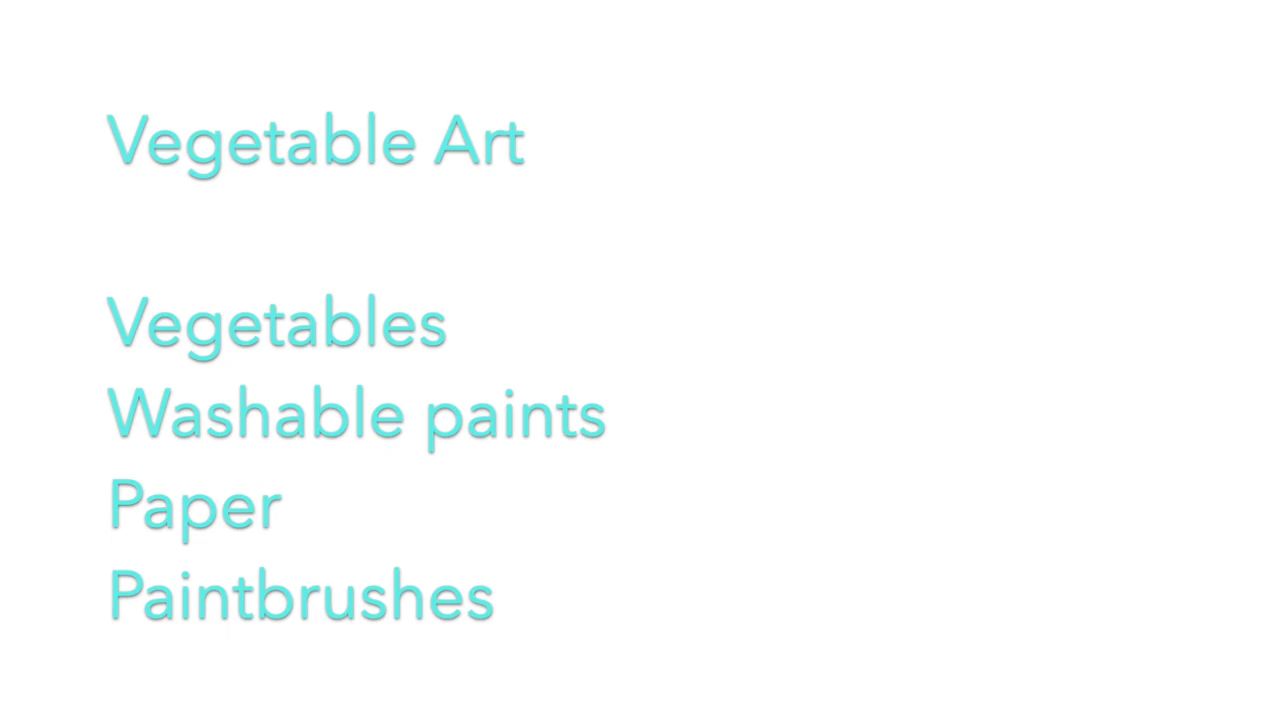 Vegetable Art
Vegetables
Washable paints
Paper
Paintbrushes